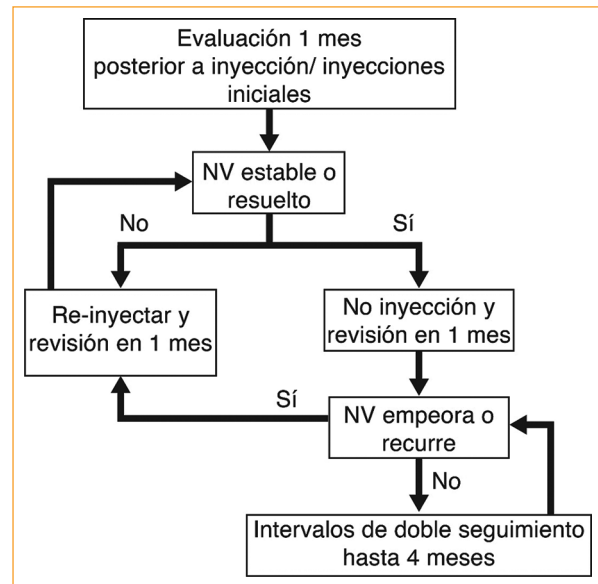 Evaluación 1 mes
posterior a inyección/ inyecciones
iniciales
NV estable o
resuelto
No
Sí
Re-inyectar y
revisión en 1 mes
No inyección y
revisión en 1 mes
Sí
NV empeora o
recurre
No
Intervalos de doble seguimiento
hasta 4 meses